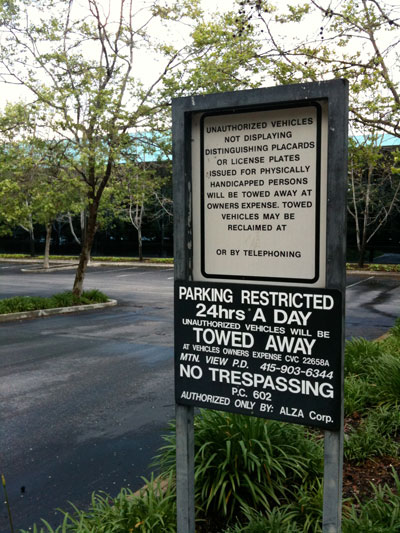 UNAUTHORIZED VEHICLES
NOT DISPLAYING
DISTINGUISHING PLACARDS
OR LICENSE PLATES
ISSUED FOR PHYSICALLY
HANDICAPPED PERSONS
WILL BE TOWED AWAY AT
OWNERS EXPENSE. TOWED
VEHICLES MAY BE
RECLAIMED AT
OR BY TELEPHONING
PARKING RESTRICTED
24hrs A DAY
UNAUTHORIZED VEHICLES WILL BE
TOWED AWAY
AT VEHICLES OWNERS EXPENSE CVC 22658A
MTN. VIEW P.D. 415-903-6344
NO TRESPASSING
P.C. 602
AUTHORIZED ONLY BY: ALZA Corp.